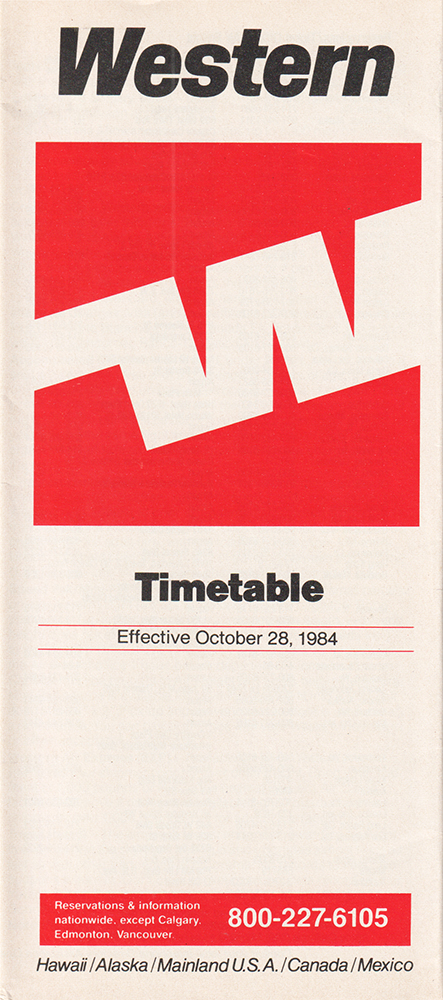 Western
Timetable
Effective October 28, 1984
Reservations & information
nationwide, except Calgary,
Edmonton, Vancouver
800-227-6105
Hawaii/Alaska/Mainland U.S.A./Canada/Mexico